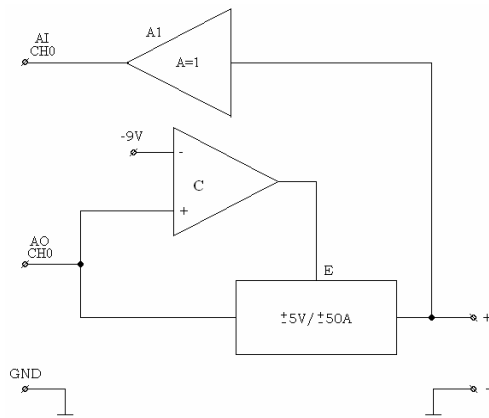 AI
CH0
A1
A=1
-9V
-
C
+
AO
CH0
E
±5V/±50A
+
GND
-